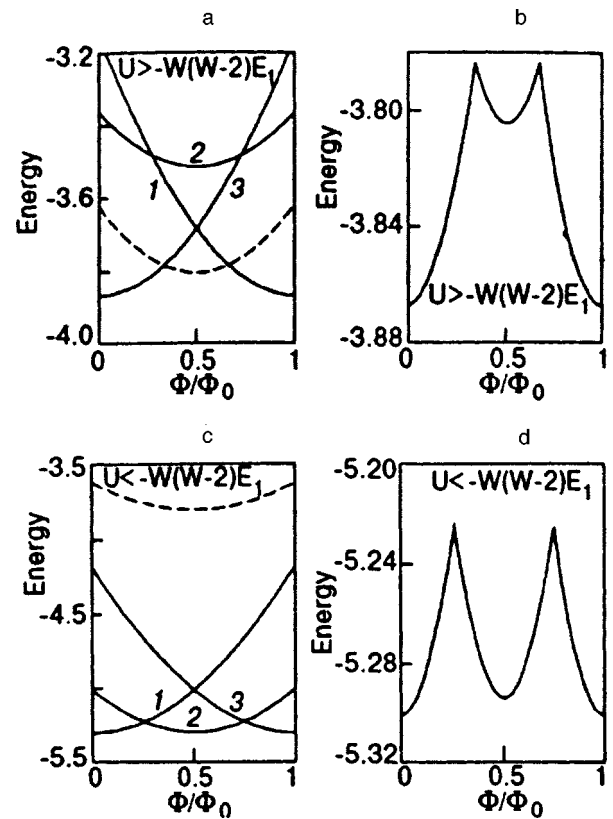 a
b
-3.2
-3.6
-4.0
Energy
U>-W(W-2)E₁
1
2
3
0
0.5
1
Φ/Φ₀
-3.80
-3.84
-3.88
Energy
U>-W(W-2)E₁
0
0.5
1
Φ/Φ₀
c
d
-3.5
-4.5
-5.5
Energy
U<-W(W-2)E₁
1
2
3
0
0.5
1
Φ/Φ₀
-5.20
-5.24
-5.28
-5.32
Energy
U<-W(W-2)E₁
0
0.5
1
Φ/Φ₀